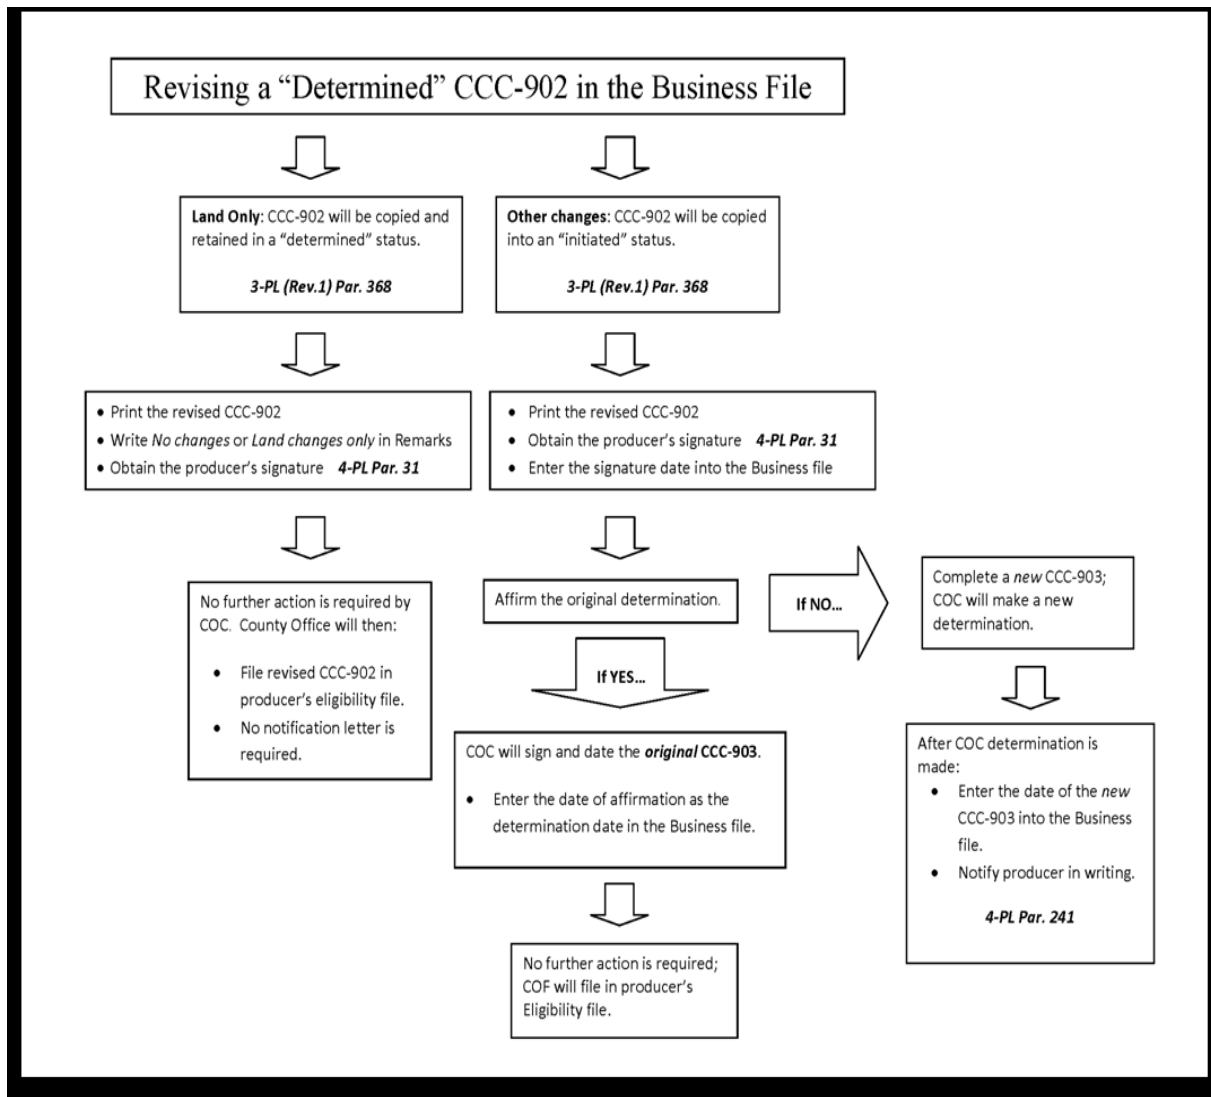 Revising a “Determined” CCC-902 in the Business File
Land Only: CCC-902 will be copied and
retained in a “determined” status.
3-PL (Rev.1) Par. 368
Other changes: CCC-902 will be copied
into an “initiated” status.
3-PL (Rev.1) Par. 368
• Print the revised CCC-902
• Write No changes or Land changes only in Remarks
• Obtain the producer’s signature 4-PL Par. 31
• Print the revised CCC-902
• Obtain the producer’s signature 4-PL Par. 31
• Enter the signature date into the Business file
No further action is required by
COC. County Office will then:
• File revised CCC-902 in
producer’s eligibility file.
• No notification letter is
required.
Affirm the original determination.
If NO...
Complete a new CCC-903;
COC will make a new
determination.
If YES...
COC will sign and date the original CCC-903.
• Enter the date of affirmation as the
determination date in the Business file.
After COC determination is
made:
• Enter the date of the new
CCC-903 into the Business
file.
• Notify producer in writing.
4-PL Par. 241
No further action is required;
COF will file in producer’s
Eligibility file.